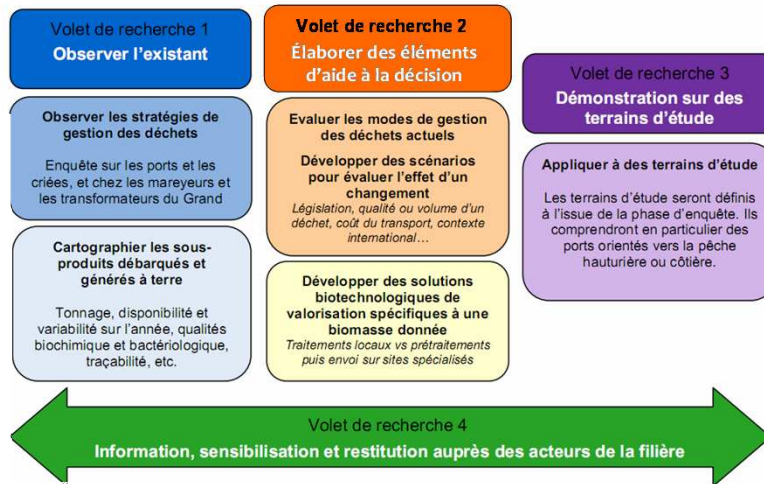 Volet de recherche 1
Observer l'existant
Observer les stratégies de
gestion des déchets
Enquête sur les ports et les
criées, et chez les mareyeurs et
les transformateurs du Grand
Cartographier les sous-
produits débarqués et
générés à terre
Tonnage, disponibilité et
variabilité sur l'année, qualités
biochimique et bactériologique,
traçabilité, etc.
Volet de recherche 2
Élaborer des éléments
d'aide à la décision
Evaluer les modes de gestion
des déchets actuels
Développer des scénarios
pour évaluer l'effet d'un
changement
Législation, qualité ou volume d'un
déchet, coût du transport, contexte
international…
Développer des solutions
biotechnologiques de
valorisation spécifiques à une
biomasse donnée
Traitements locaux vs prétraitements
puis envoi sur sites spécialisés
Volet de recherche 3
Démonstration sur des
terrains d'étude
Appliquer à des terrains d'étude
Les terrains d'étude seront définis
à l'issue de la phase d'enquête. Ils
comprendront en particulier des
ports orientés vers la pêche
hauturière ou côtière.
Volet de recherche 4
Information, sensibilisation et restitution auprès des acteurs de la filière